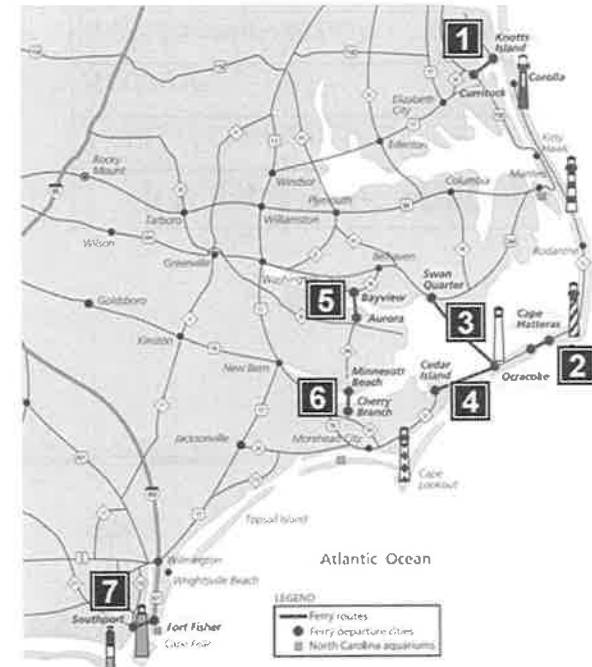 1
Knotts
Island
Corolla
Currituck
Elizabeth
City
Edenton
Kitty
Hawk
Rocky
Mount
Windsor
Plymouth
Columbia
Manteo
Tarboro
Williamston
Wilson
Rodanthe
Greenville
Washington
Belhaven
Swan
Quarter
5
Bayview
Aurora
3
Cape
Hatteras
Goldsboro
Kinston
New Bern
Minnesott
Beach
Cedar
Island
Ocracoke
2
6
Cherry
Branch
4
Jacksonville
Morehead City
Cape
Lookout
Topsail Island
Atlantic Ocean
Wilmington
Wrightsville Beach
7
Southport
Fort Fisher
Cape Fear
LEGEND
Ferry routes
Ferry departure cities
North Carolina aquariums